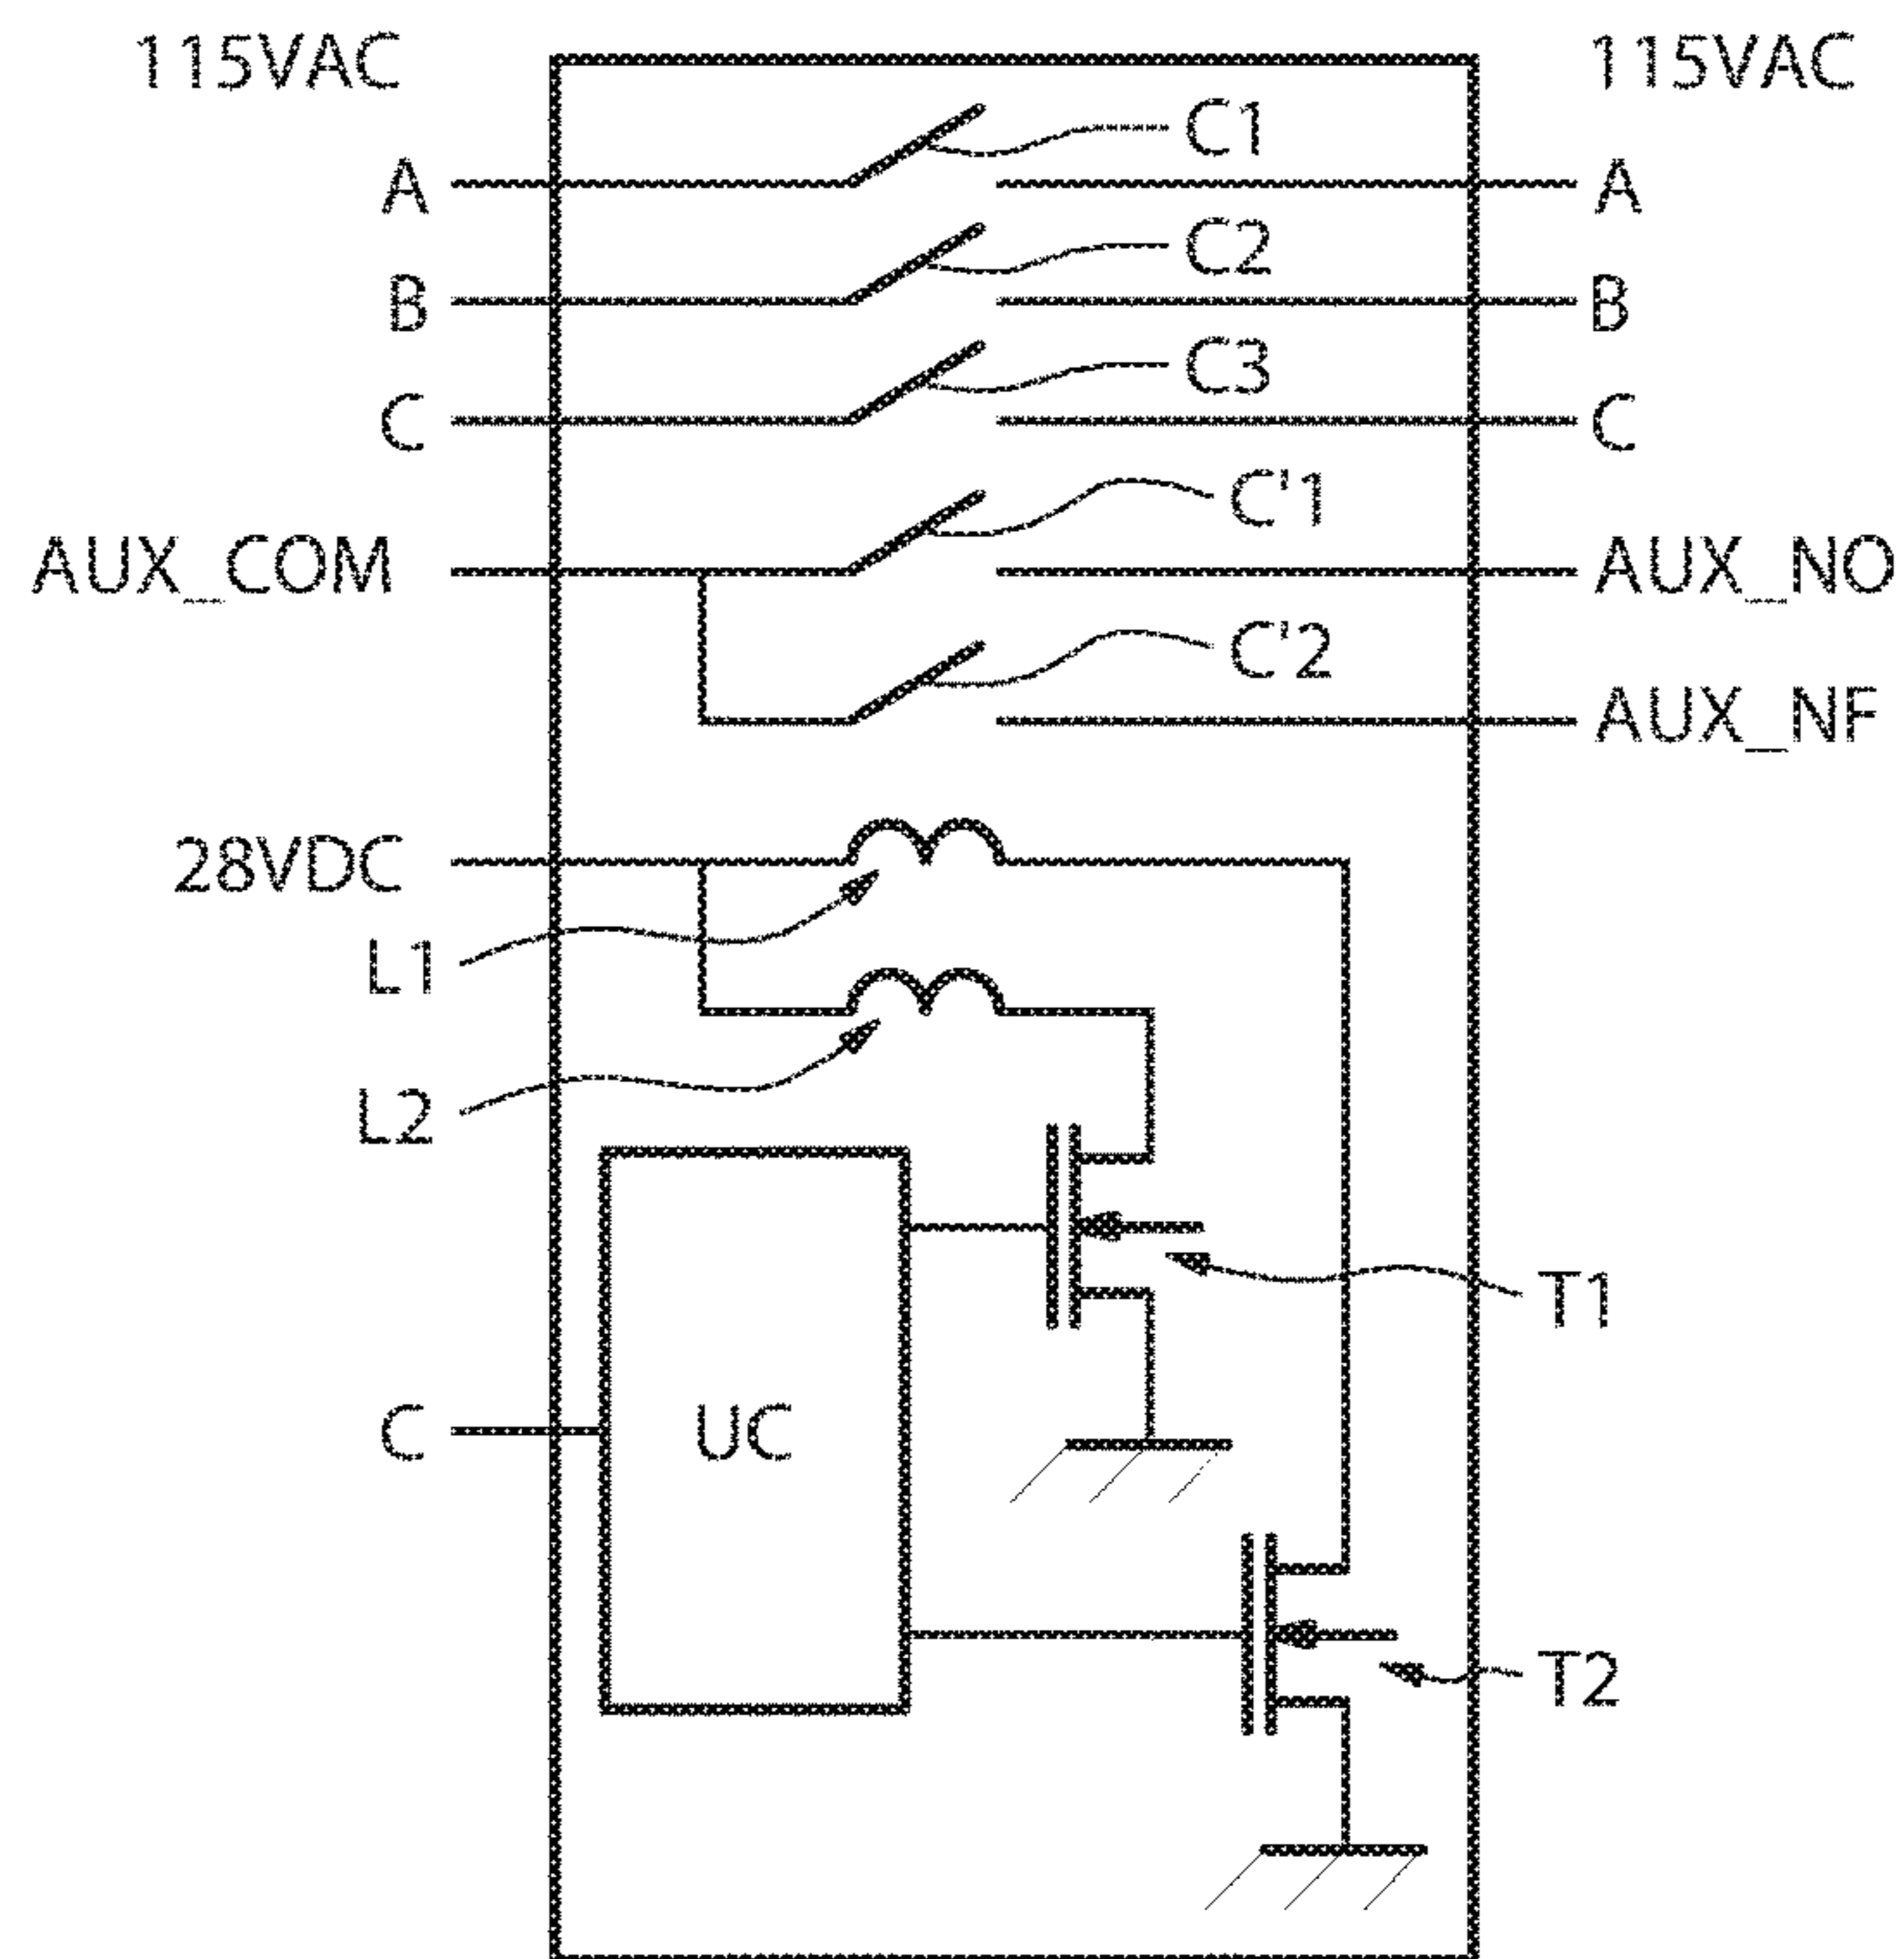 115VAC 115VAC
C1
A A
C2
B B
C3
C C
C'1
AUX_COM AUX_NO
C'2
AUX_NF
28VDC
L1
L2
T1
C UC
T2